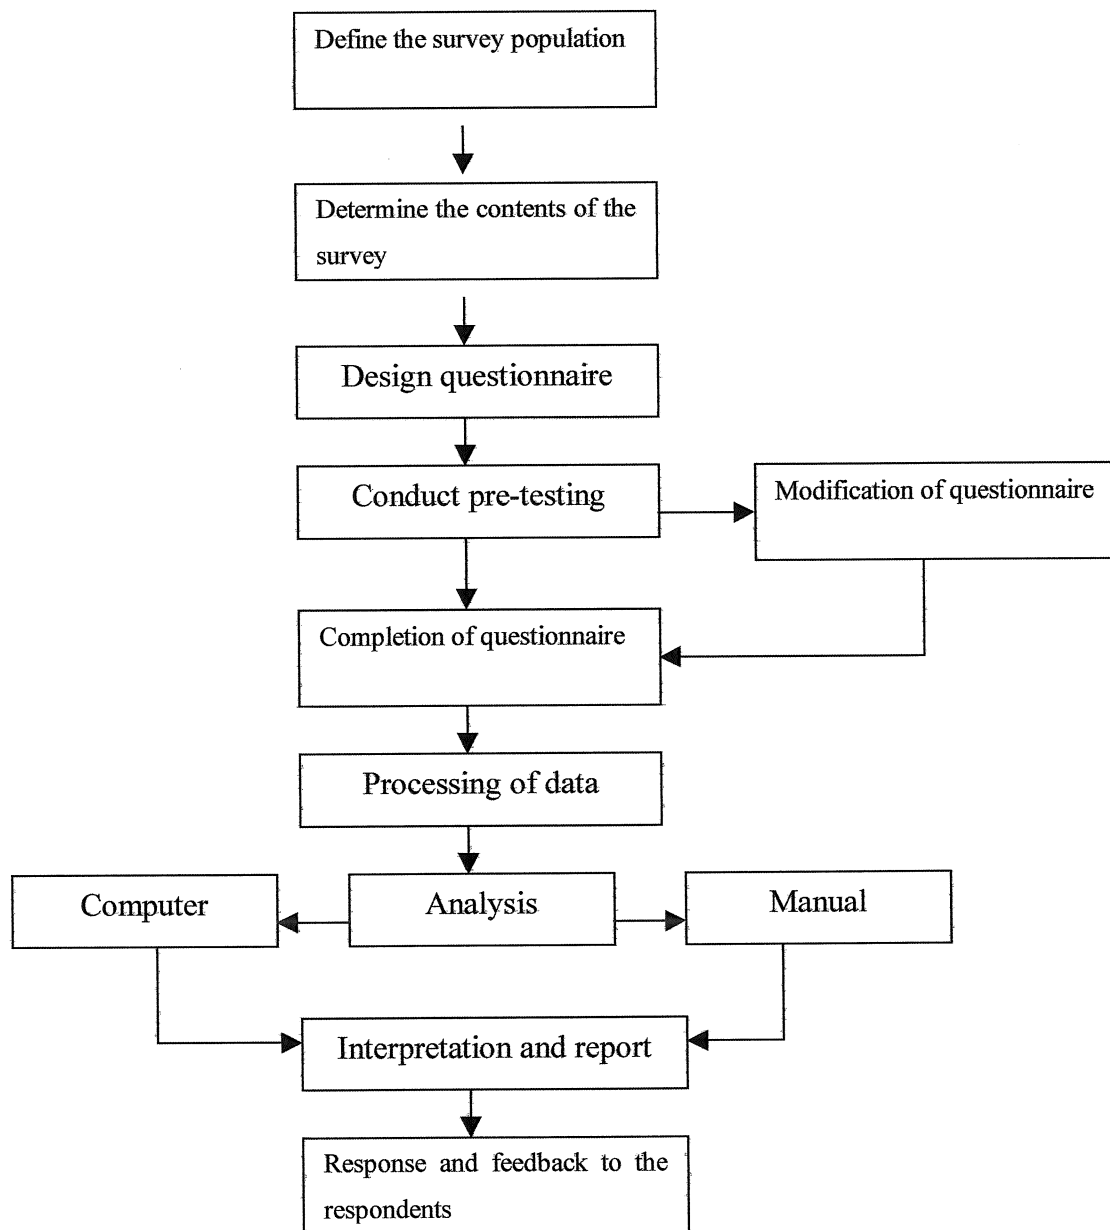 Define the survey population
Determine the contents of the
survey
Design questionnaire
Conduct pre-testing
Modification of questionnaire
Completion of questionnaire
Processing of data
Computer
Analysis
Manual
Interpretation and report
Response and feedback to the
respondents